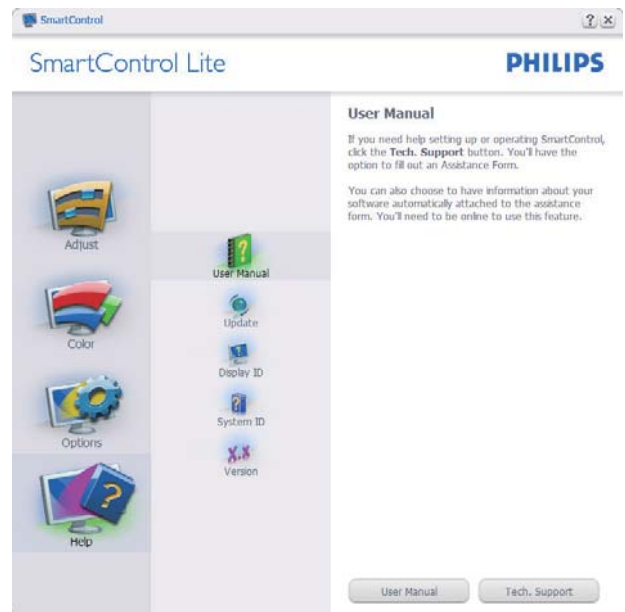 SmartControl
SmartControl Lite
PHILIPS
Adjust
Color
Options
Help
User Manual
Update
Display ID
System ID
X.X
Version
User Manual
If you need help setting up or operating SmartControl,
click the Tech. Support button. You'll have the
option to fill out an Assistance Form.
You can also choose to have information about your
software automatically attached to the assistance
form. You'll need to be online to use this feature.
User Manual
Tech. Support